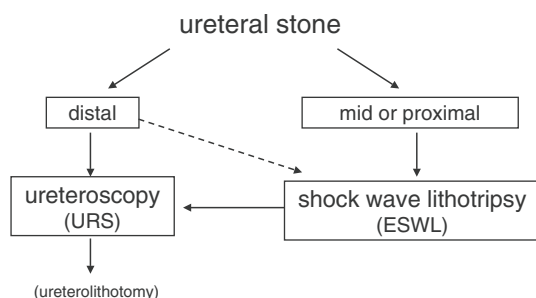 ureteral stone
distal
mid or proximal
ureteroscopy
(URS)
shock wave lithotripsy
(ESWL)
(ureterolithotomy)